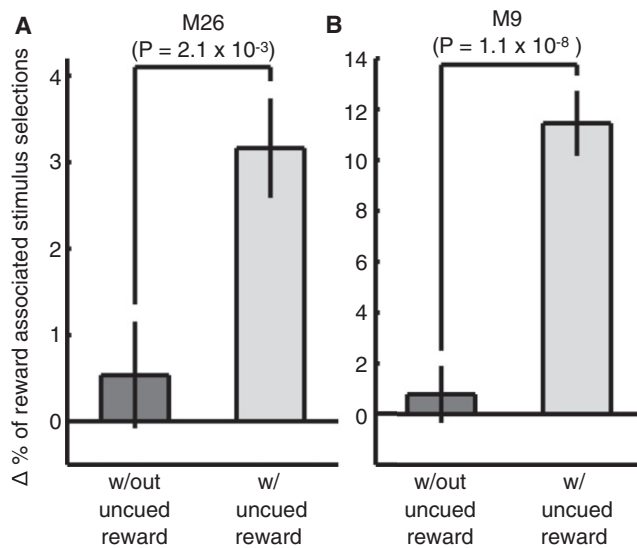 A
M26
(P = 2.1 x 10-3)
Δ % of reward associated stimulus selections
4
3
2
1
0
w/out
uncued
reward
w/
uncued
reward
B
M9
(P = 1.1 x 10-8)
14
12
10
8
6
4
2
0
w/out
uncued
reward
w/
uncued
reward